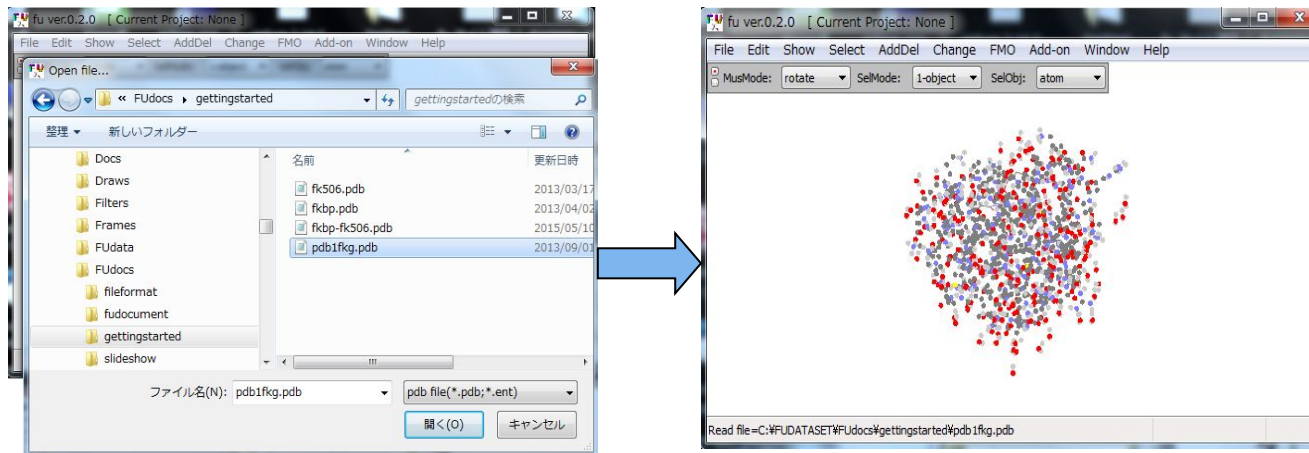 fu ver.0.2.0 [ Current Project: None ]
File Edit Show Select AddDel Change FMO Add-on Window Help
Open file...
« FUdocs gettingstarted
gettingstartedの検索
整理 新しいフォルダー
Docs
Draws
Filters
Frames
FUdata
FUdocs
fileformat
fudocument
gettingstarted
slideshow
名前 更新日時
fk506.pdb 2013/03/17
fkbp.pdb 2013/04/02
fkbp-fk506.pdb 2015/05/10
pdb1fkg.pdb 2013/09/01
ファイル名(N): pdb1fkg.pdb pdb file(*.pdb;*.ent)
開く(O) キャンセル
fu ver.0.2.0 [ Current Project: None ]
File Edit Show Select AddDel Change FMO Add-on Window Help
MusMode: rotate SelMode: 1-object SelObj: atom
Read file=C:¥FUDATASET¥FUdocs¥gettingstarted¥pdb1fkg.pdb